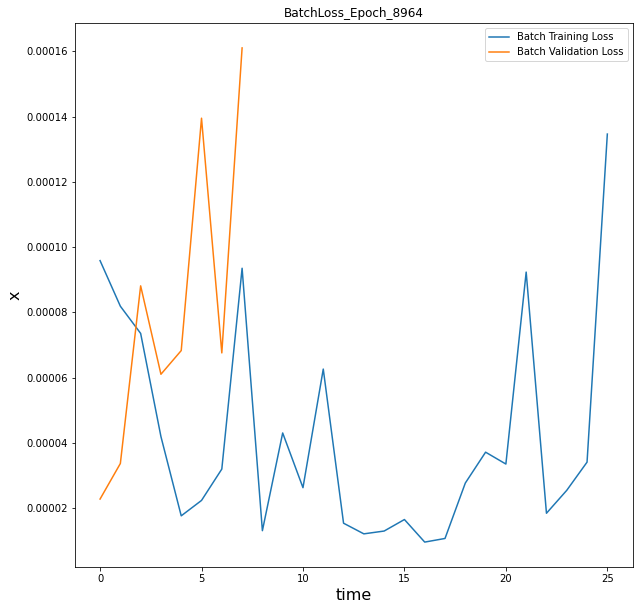 BatchLoss_Epoch_8964
Batch Training Loss
Batch Validation Loss
0.00016
0.00014
0.00012
0.00010
0.00008
0.00006
0.00004
0.00002
x
0 5 10 15 20 25
time